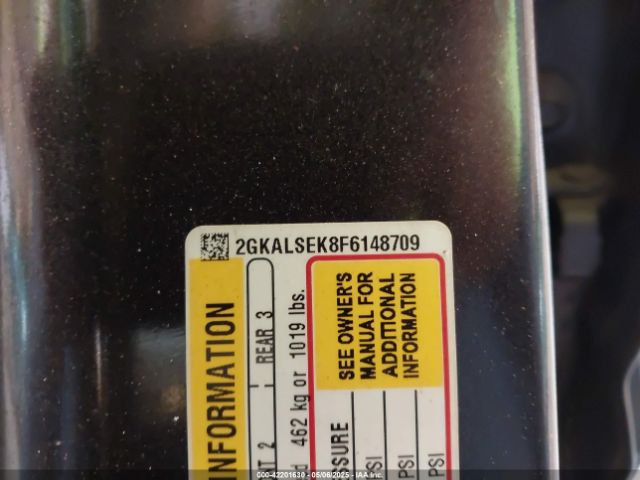 2GKALSEK8F6148709
INFORMATION
2 : REAR 3
462 kg or 1019 lbs.
SEE OWNER'S
MANUAL FOR
ADDITIONAL
INFORMATION
PSI
PSI
000-42201630 - 05/06/2025 - IAA Inc.